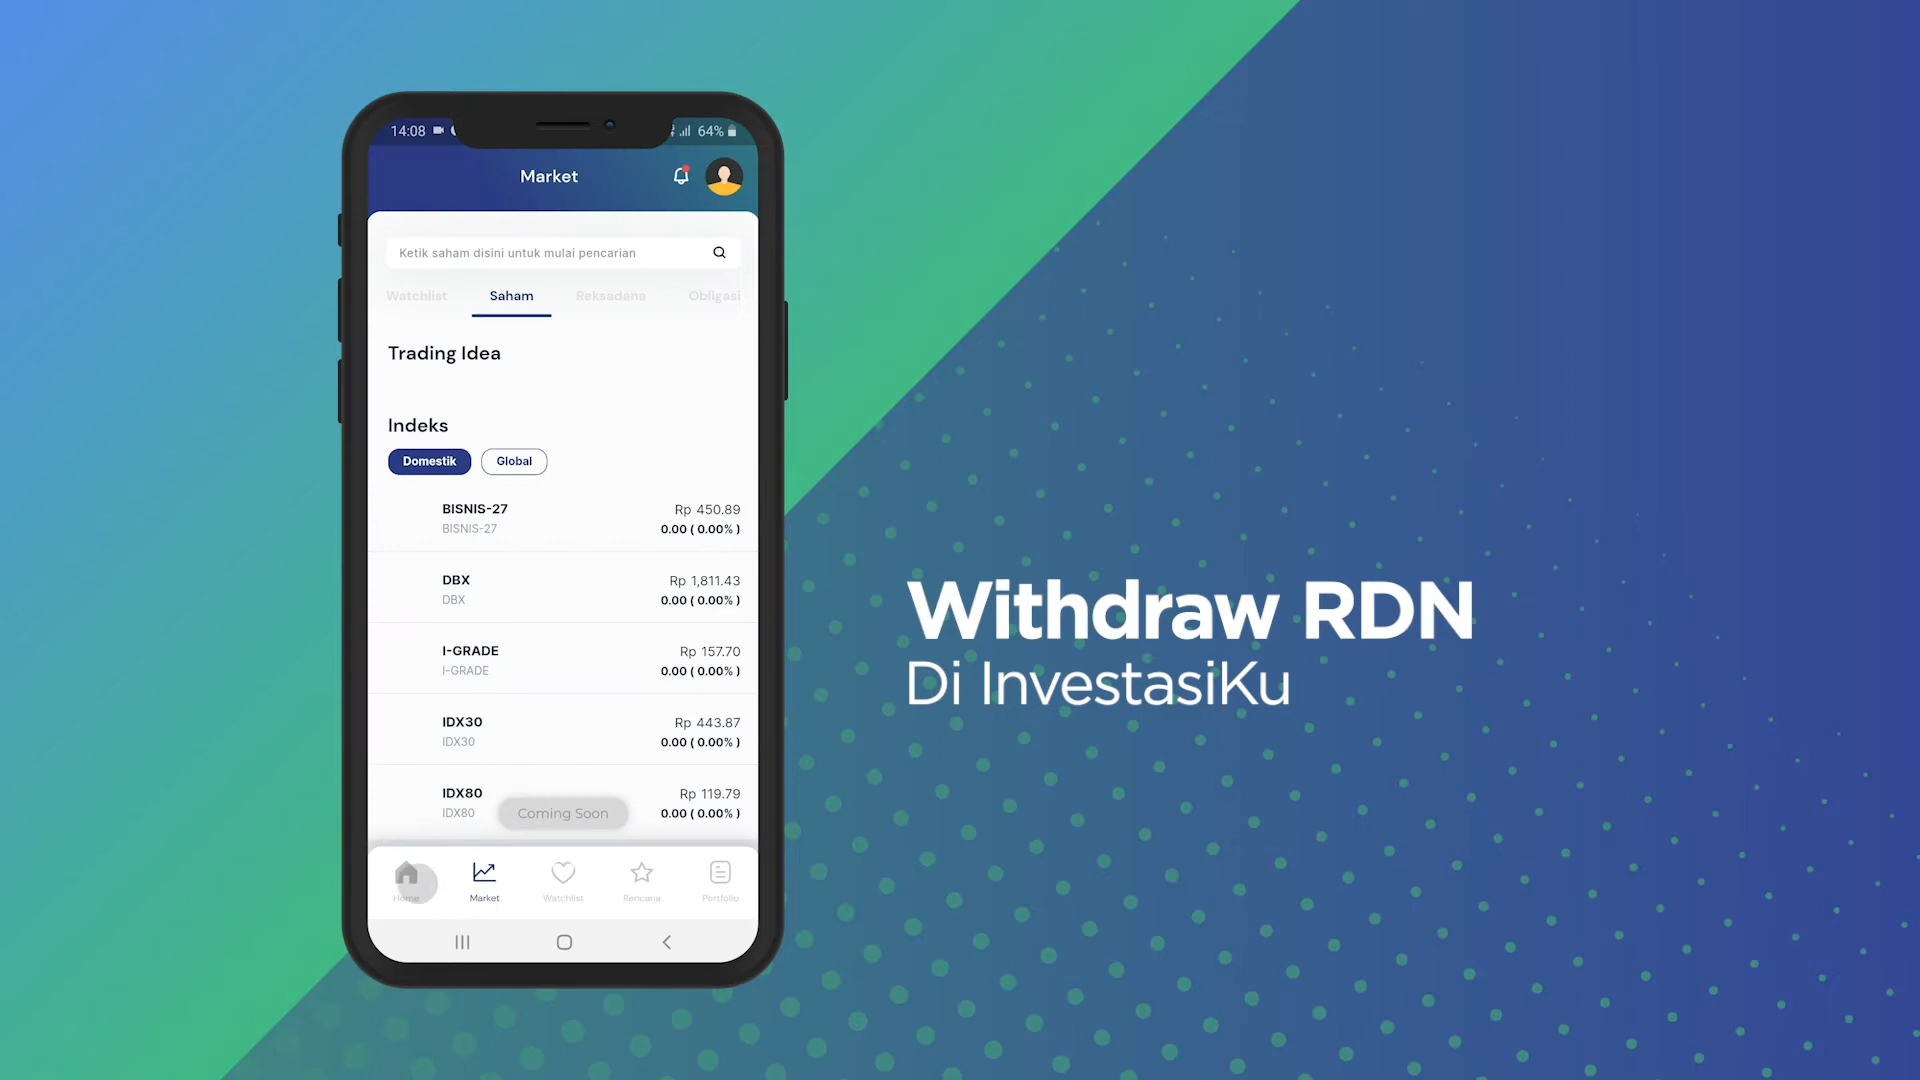 14:08
64%
Market
Ketik saham disini untuk mulai pencarian
Watchlist Saham Reksadana Obligasi
Trading Idea
Indeks
Domestik Global
BISNIS-27 Rp 450.89
BISNIS-27 0.00 ( 0.00% )
DBX Rp 1,811.43
DBX 0.00 ( 0.00% )
I-GRADE Rp 157.70
I-GRADE 0.00 ( 0.00% )
IDX30 Rp 443.87
IDX30 0.00 ( 0.00% )
IDX80 Rp 119.79
IDX80 Coming Soon 0.00 ( 0.00% )
Home Market Watchlist Rencana Portfolio
Withdraw RDN
Di InvestasiKu